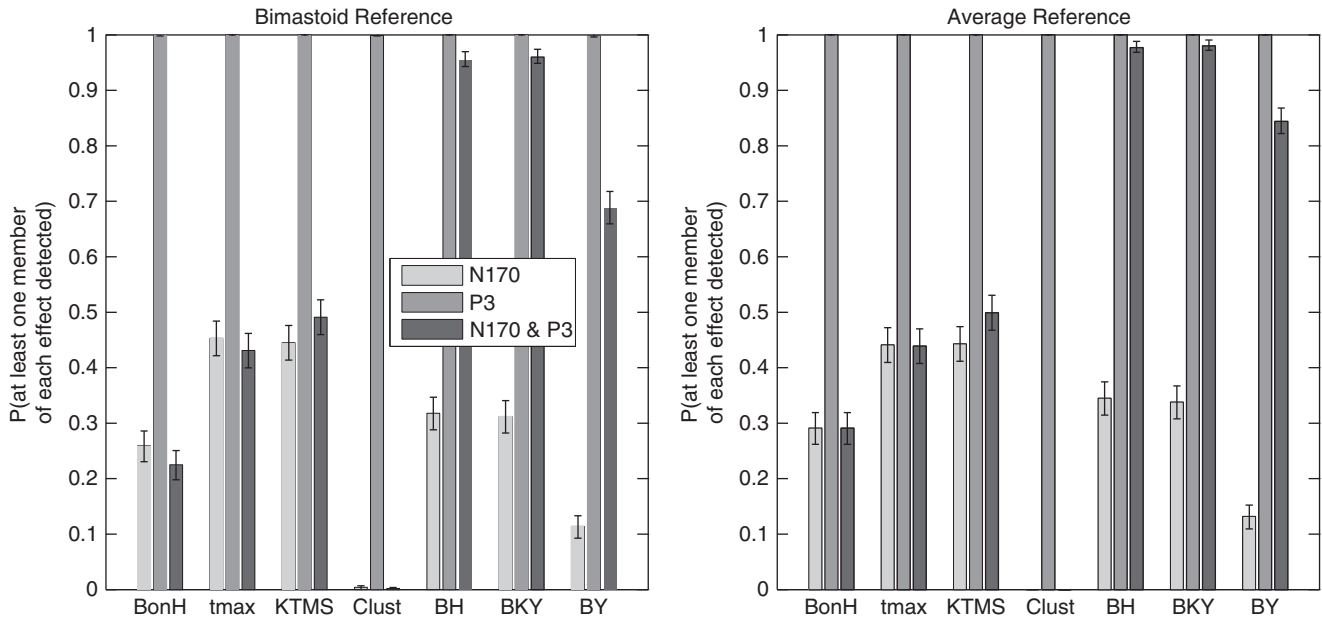 Bimastoid Reference
P(at least one member
of each effect detected)
1
0.9
0.8
0.7
0.6
0.5
0.4
0.3
0.2
0.1
0
N170
P3
N170 & P3
BonH tmax KTMS Clust BH BKY BY
Average Reference
P(at least one member
of each effect detected)
1
0.9
0.8
0.7
0.6
0.5
0.4
0.3
0.2
0.1
0
BonH tmax KTMS Clust BH BKY BY